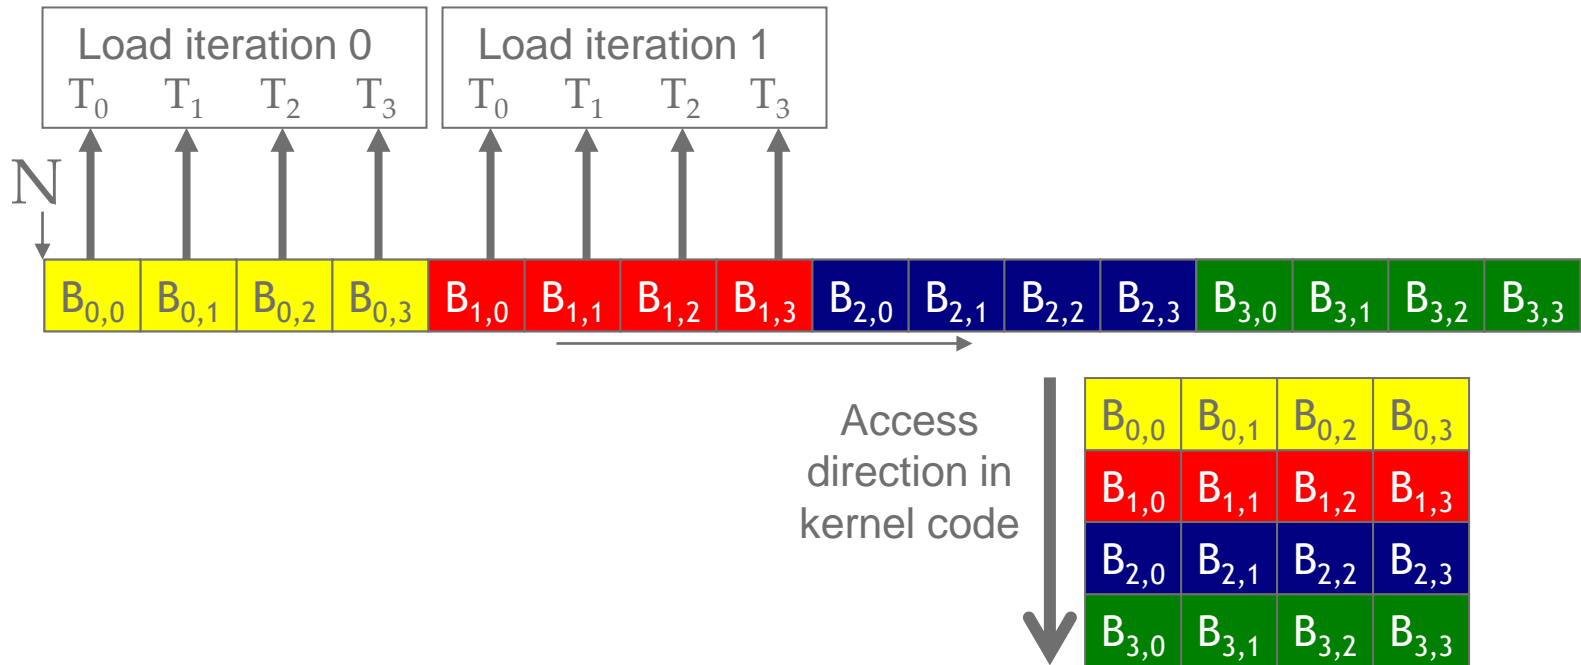 Load iteration 0 Load iteration 1
T₀ T₁ T₂ T₃ T₀ T₁ T₂ T₃
N
B₀,₀ B₀,₁ B₀,₂ B₀,₃ B₁,₀ B₁,₁ B₁,₂ B₁,₃ B₂,₀ B₂,₁ B₂,₂ B₂,₃ B₃,₀ B₃,₁ B₃,₂ B₃,₃
Access
direction in
kernel code
B₀,₀ B₀,₁ B₀,₂ B₀,₃
B₁,₀ B₁,₁ B₁,₂ B₁,₃
B₂,₀ B₂,₁ B₂,₂ B₂,₃
B₃,₀ B₃,₁ B₃,₂ B₃,₃